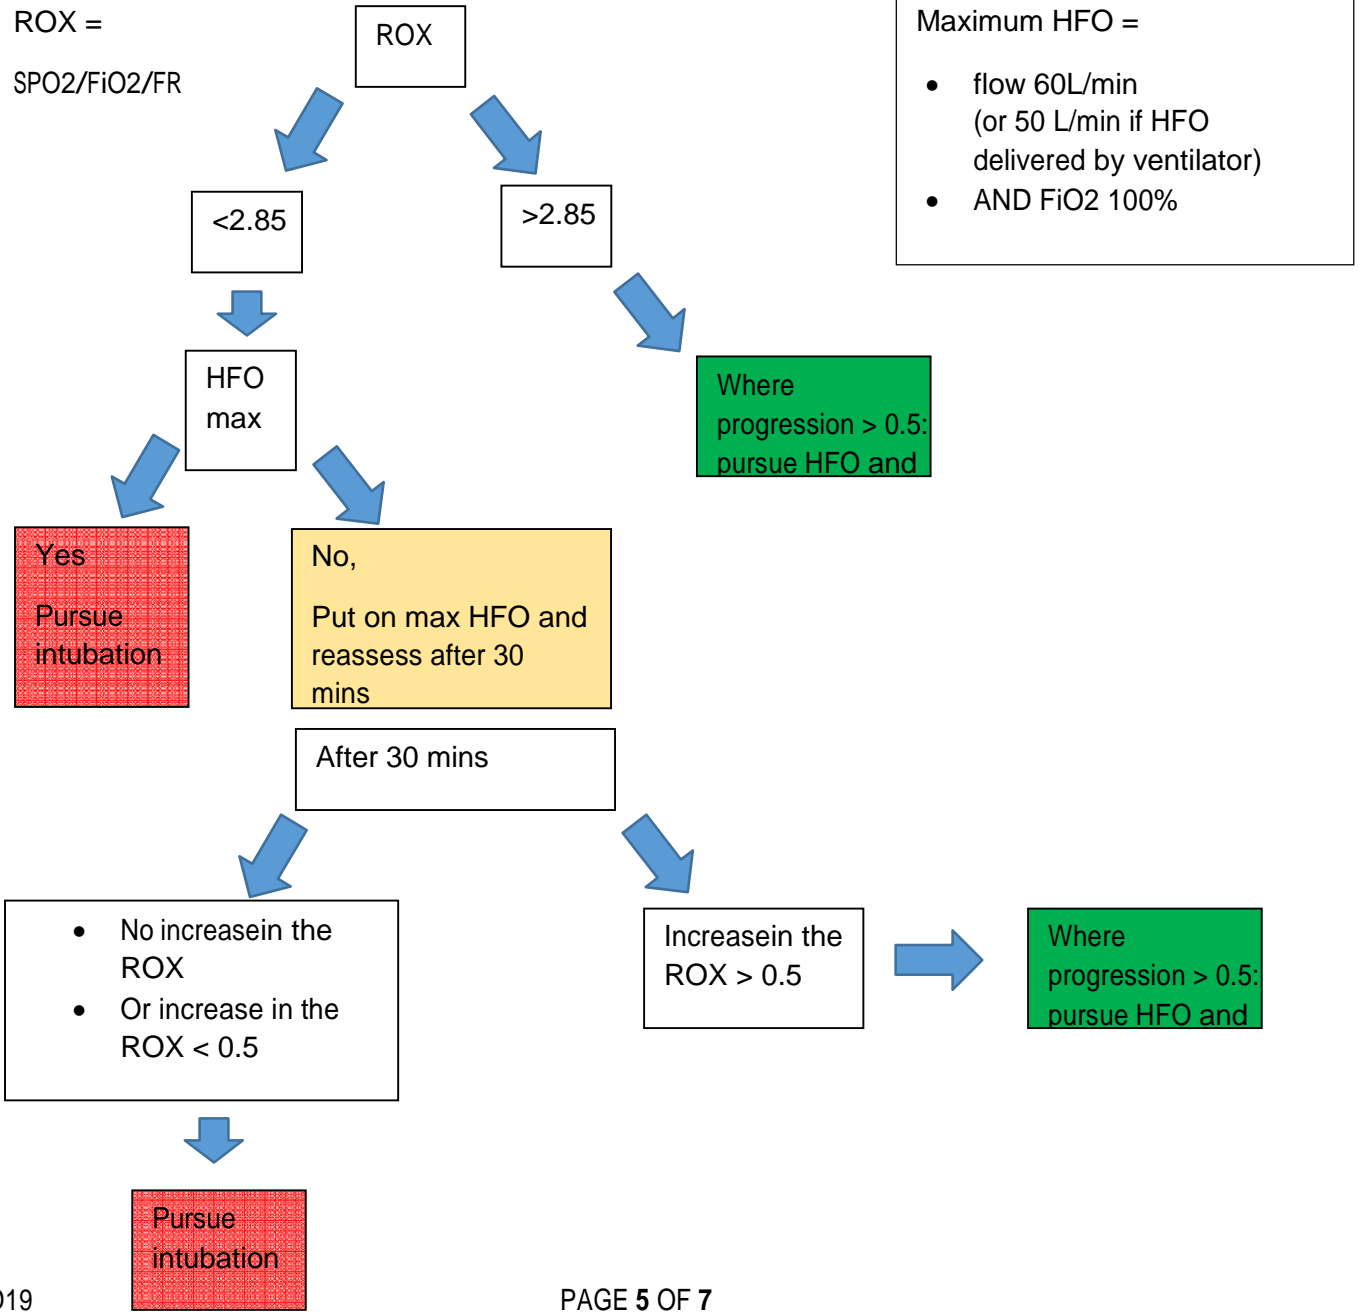 ROX =
SPO2/FiO2/FR
ROX
Maximum HFO =
• flow 60L/min
(or 50 L/min if HFO
delivered by ventilator)
• AND FiO2 100%
<2.85
>2.85
HFO
max
Where
progression > 0.5:
pursue HFO and
Yes
Pursue
intubation
No,
Put on max HFO and
reassess after 30
mins
After 30 mins
• No increasein the
ROX
• Or increase in the
ROX < 0.5
Increasein the
ROX > 0.5
Where
progression > 0.5:
pursue HFO and
Pursue
intubation
019
PAGE 5 OF 7